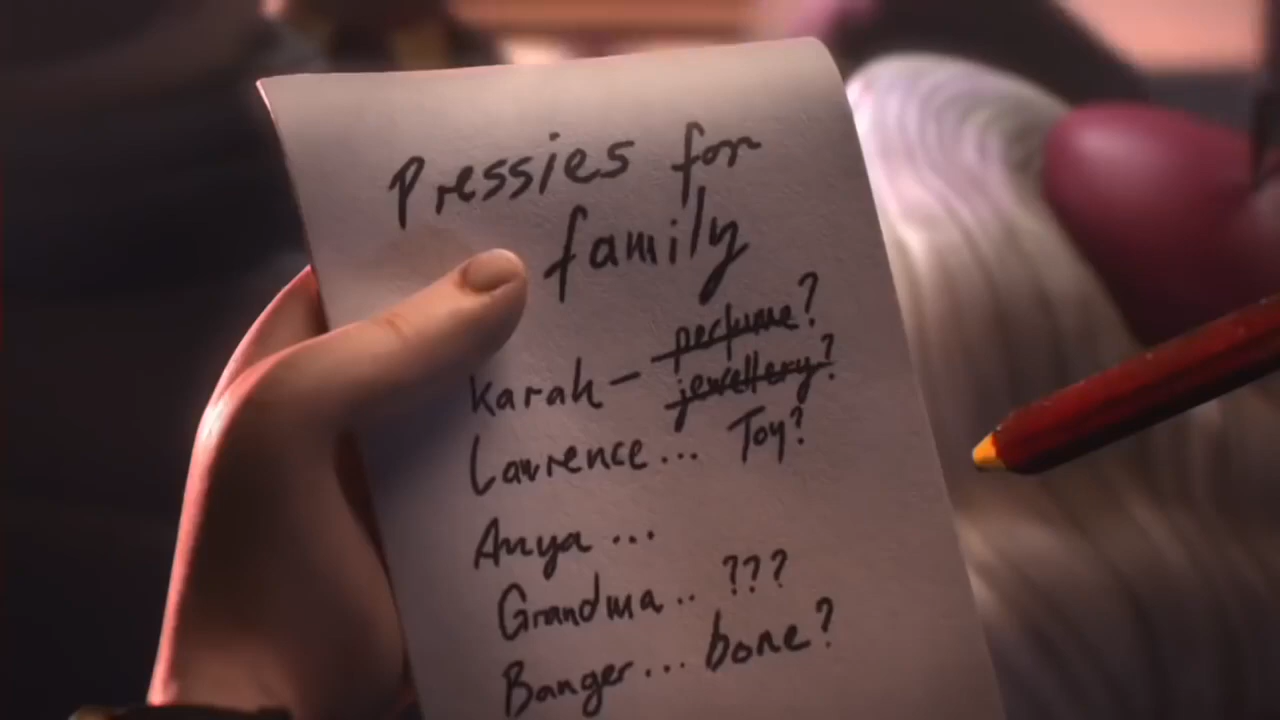 Pressies for
family
Karah – perfume?
jewellery?
Lawrence... Toy?
Anya ...
Grandma.. ???
Banger... bone?